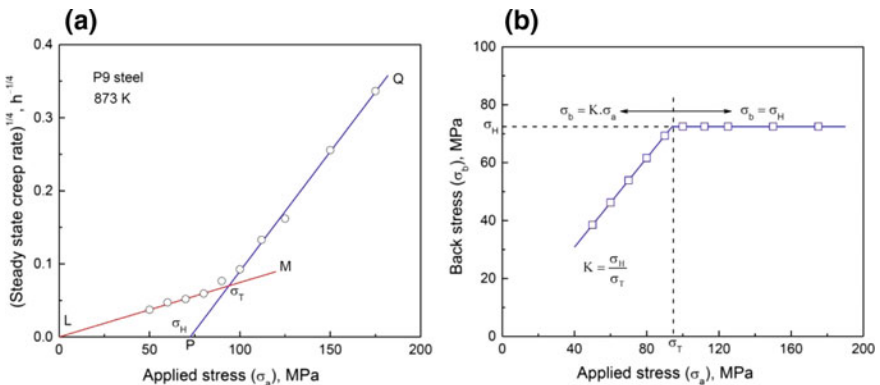 (a)
(Steady state creep rate)^1/4, h^-1/4
0.4
0.3
0.2
0.1
0.0
P9 steel
873 K
Q
M
L
σ_T
σ_H
P
50
100
150
200
Applied stress (σ_a), MPa
(b)
Back stress (σ_b), MPa
100
80
60
40
20
0
σ_H
σ_b = K.σ_a
σ_b = σ_H
K = σ_H/σ_T
40
80
120
160
200
σ_T
Applied stress (σ_a), MPa